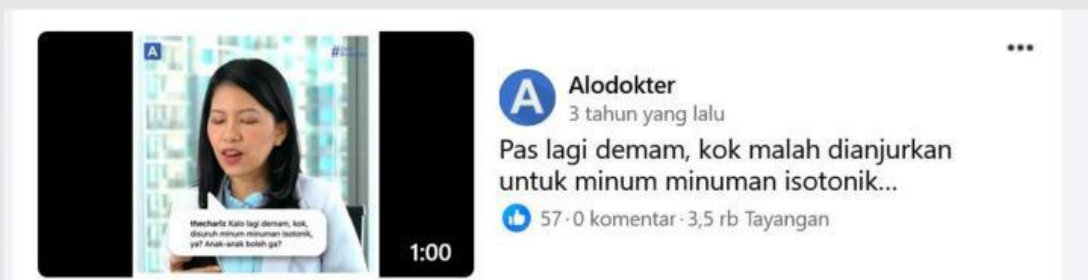 A
#
thechariz Kalo lagi demam, kok,
disuruh minum minuman isotonik,
ya? Anak-anak boleh ga?
1:00
A
Alodokter
3 tahun yang lalu
Pas lagi demam, kok malah dianjurkan
untuk minum minuman isotonik...
57 · 0 komentar · 3,5 rb Tayangan